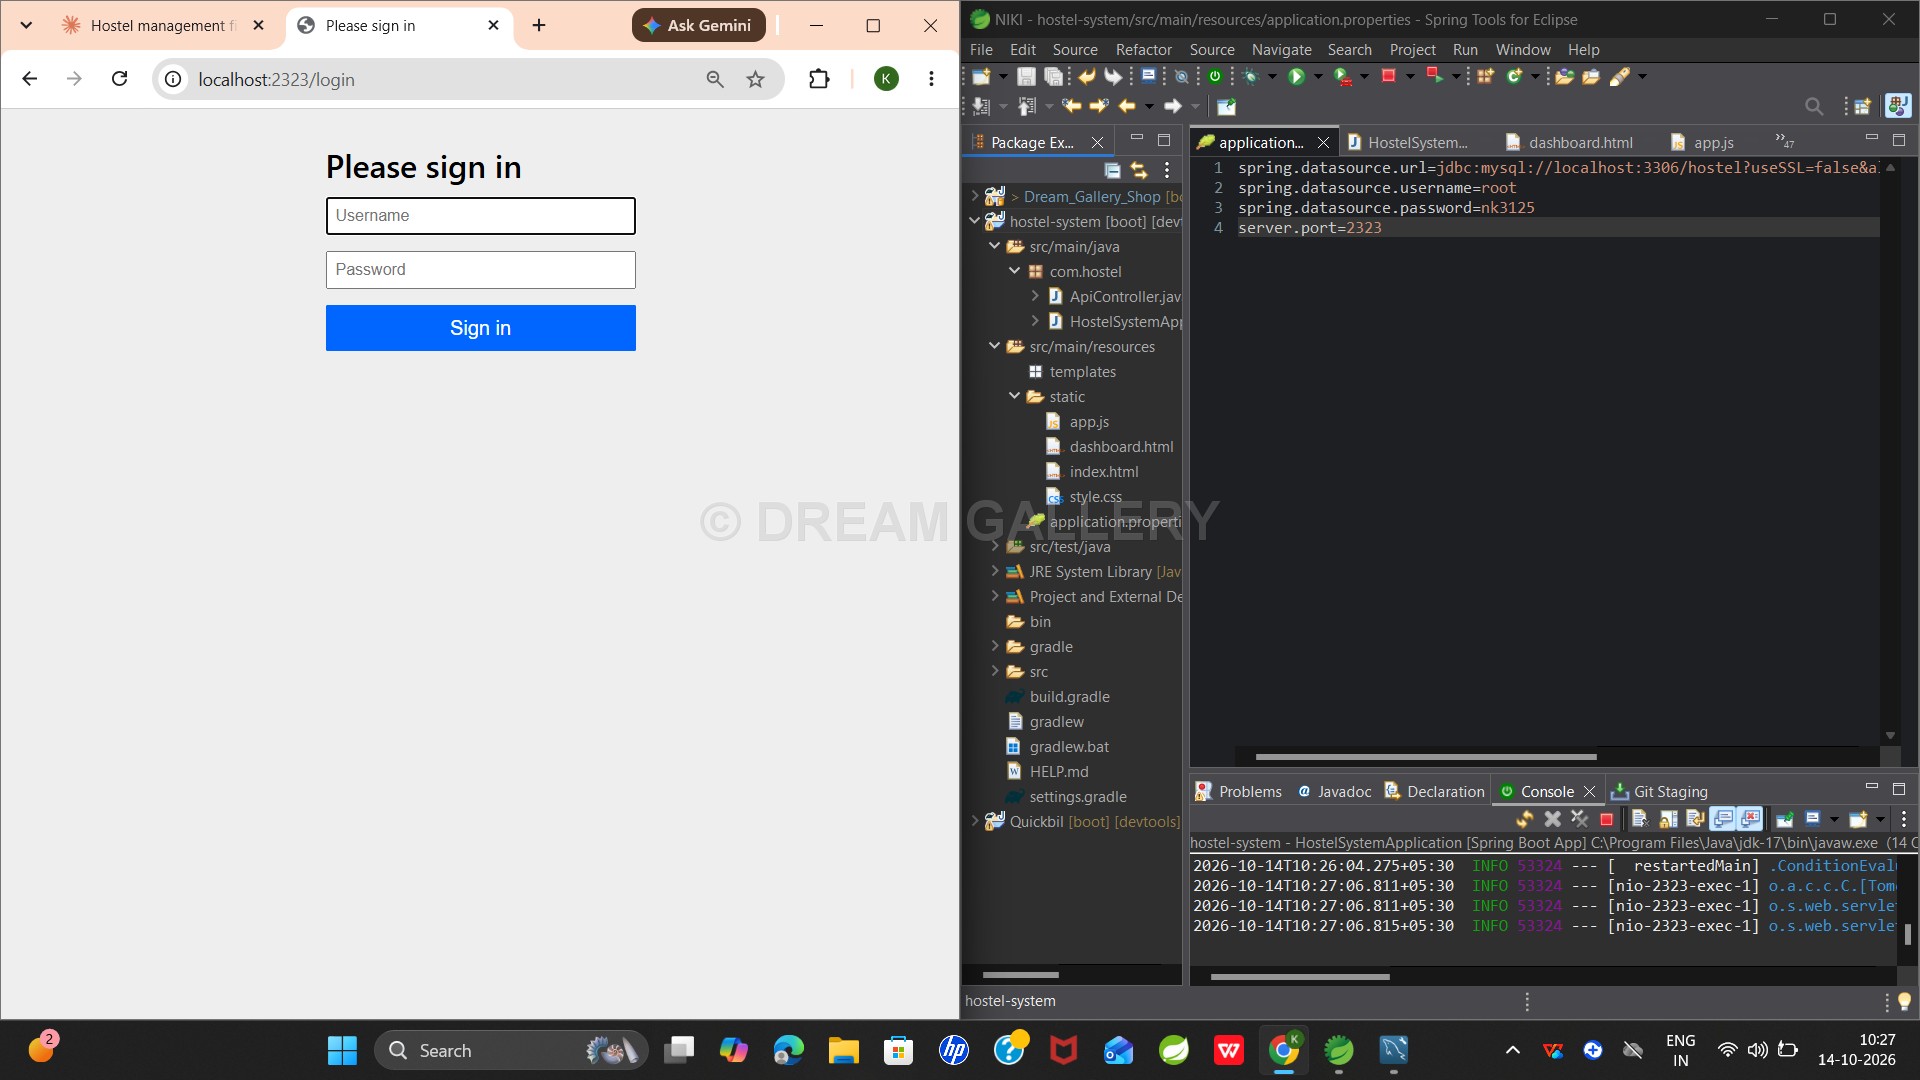 Hostel management fi
Please sign in
Ask Gemini
localhost:2323/login
K
Please sign in
Username
Password
Sign in
NIKI - hostel-system/src/main/resources/application.properties - Spring Tools for Eclipse
File Edit Source Refactor Source Navigate Search Project Run Window Help
Package Ex...
> Dream_Gallery_Shop [bo
hostel-system [boot] [dev
src/main/java
com.hostel
ApiController.jav
HostelSystemApp
src/main/resources
templates
static
app.js
dashboard.html
index.html
style.css
application.properti
src/test/java
JRE System Library [Jav
Project and External De
bin
gradle
src
build.gradle
gradlew
gradlew.bat
HELP.md
settings.gradle
Quickbil [boot] [devtools]
application... HostelSystem... dashboard.html app.js »47
1 spring.datasource.url=jdbc:mysql://localhost:3306/hostel?useSSL=false&al
2 spring.datasource.username=root
3 spring.datasource.password=nk3125
4 server.port=2323
© DREAM GALLERY
Problems @ Javadoc Declaration Console Git Staging
hostel-system - HostelSystemApplication [Spring Boot App] C:\Program Files\Java\jdk-17\bin\javaw.exe (14 O
2026-10-14T10:26:04.275+05:30 INFO 53324 --- [ restartedMain] .ConditionEvalu
2026-10-14T10:27:06.811+05:30 INFO 53324 --- [nio-2323-exec-1] o.a.c.c.C.[Tom
2026-10-14T10:27:06.811+05:30 INFO 53324 --- [nio-2323-exec-1] o.s.web.servle
2026-10-14T10:27:06.815+05:30 INFO 53324 --- [nio-2323-exec-1] o.s.web.servle
hostel-system
2
Search
hp
ENG
IN
10:27
14-10-2026